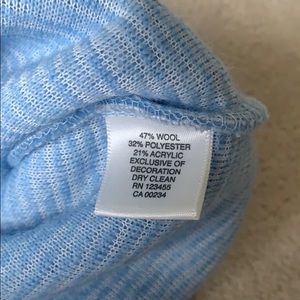 47% WOOL
32% POLYESTER
21% ACRYLIC
EXCLUSIVE OF
DECORATION
DRY CLEAN
RN 123455
CA 00234